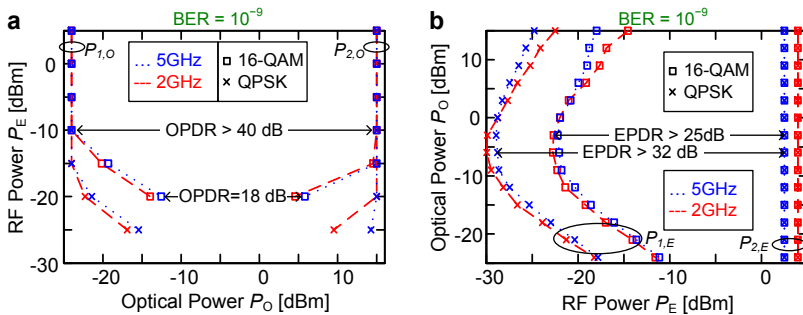 a
BER = 10⁻⁹
P1,O
P2,O
5GHz
2GHz
16-QAM
QPSK
OPDR > 40 dB
OPDR=18 dB
0
-10
-20
-30
-20
-10
0
10
RF Power PE [dBm]
Optical Power PO [dBm]
b
BER = 10⁻⁹
16-QAM
QPSK
EPDR > 25dB
EPDR > 32 dB
5GHz
2GHz
P1,E
P2,E
10
0
-10
-20
-30
-20
-10
0
Optical Power PO [dBm]
RF Power PE [dBm]